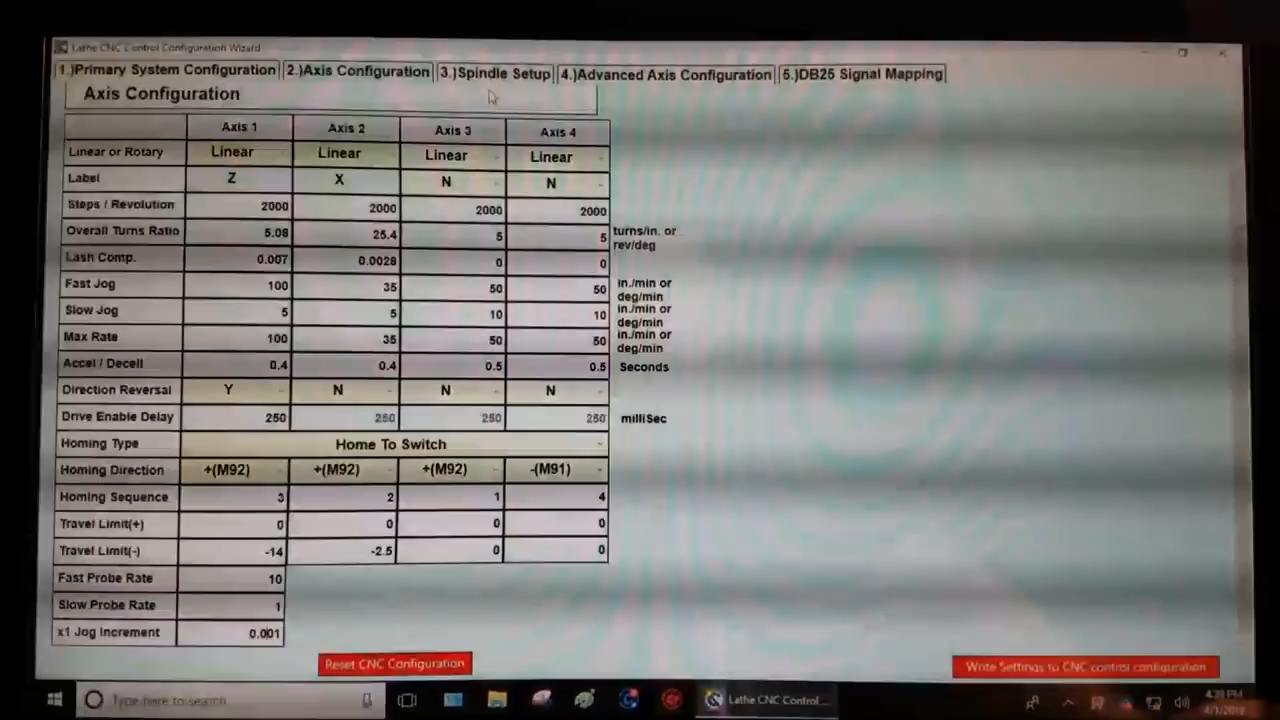 Lathe CNC Control Configuration Wizard
1.)Primary System Configuration 2.)Axis Configuration 3.)Spindle Setup 4.)Advanced Axis Configuration 5.)DB25 Signal Mapping
Axis Configuration
Axis 1 Axis 2 Axis 3 Axis 4
Linear or Rotary Linear Linear Linear Linear
Label Z X N N
Steps / Revolution 2000 2000 2000 2000
Overall Turns Ratio 5.08 25.4 5 5 turns/in. or
rev/deg
Lash Comp. 0.007 0.0028 0 0
Fast Jog 100 35 50 50 in./min or
deg/min
Slow Jog 5 5 10 10 in./min or
deg/min
Max Rate 100 35 50 50 in./min or
deg/min
Accel / Decell 0.4 0.4 0.5 0.5 Seconds
Direction Reversal Y N N N
Drive Enable Delay 250 250 250 250 milliSec
Homing Type Home To Switch
Homing Direction +(M92) +(M92) +(M92) -(M91)
Homing Sequence 3 2 1 4
Travel Limit(+) 0 0 0 0
Travel Limit(-) -14 -2.5 0 0
Fast Probe Rate 10
Slow Probe Rate 1
x1 Jog Increment 0.001
Reset CNC Configuration Write Settings to CNC control configuration
Type here to search Lathe CNC Control ...
4:39 PM